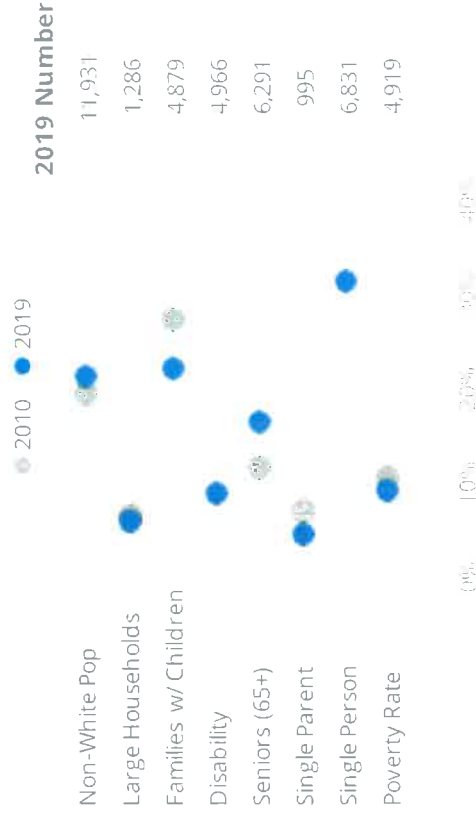 2010 2019
2019 Number
Non-White Pop 11,931
Large Households 1,286
Families w/ Children 4,879
Disability 4,966
Seniors (65+) 6,291
Single Parent 995
Single Person 6,831
Poverty Rate 4,919
0% 10% 20% 30% 40%